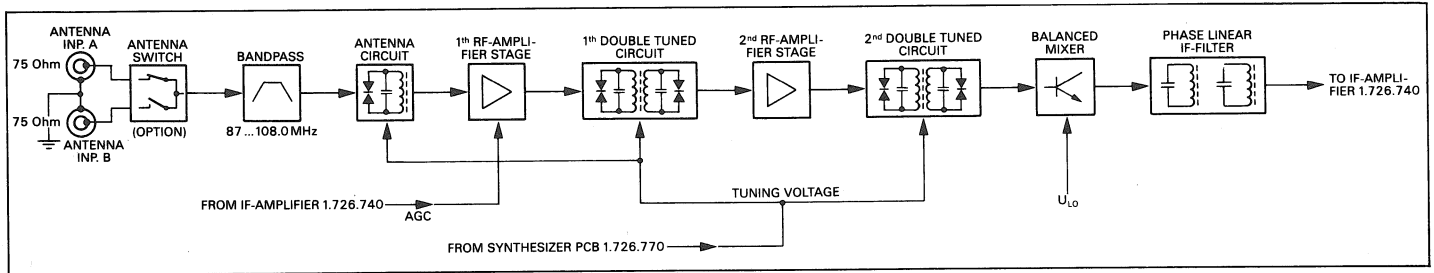 ANTENNA
INP. A
75 Ohm
75 Ohm
ANTENNA
INP. B
ANTENNA
SWITCH
(OPTION)
BANDPASS
87 ... 108.0 MHz
ANTENNA
CIRCUIT
1th RF-AMPLI-
FIER STAGE
1th DOUBLE TUNED
CIRCUIT
2nd RF-AMPLI-
FIER STAGE
2nd DOUBLE TUNED
CIRCUIT
BALANCED
MIXER
PHASE LINEAR
IF-FILTER
TO IF-AMPLI-
FIER 1.726.740
FROM IF-AMPLIFIER 1.726.740
AGC
TUNING VOLTAGE
ULO
FROM SYNTHESIZER PCB 1.726.770